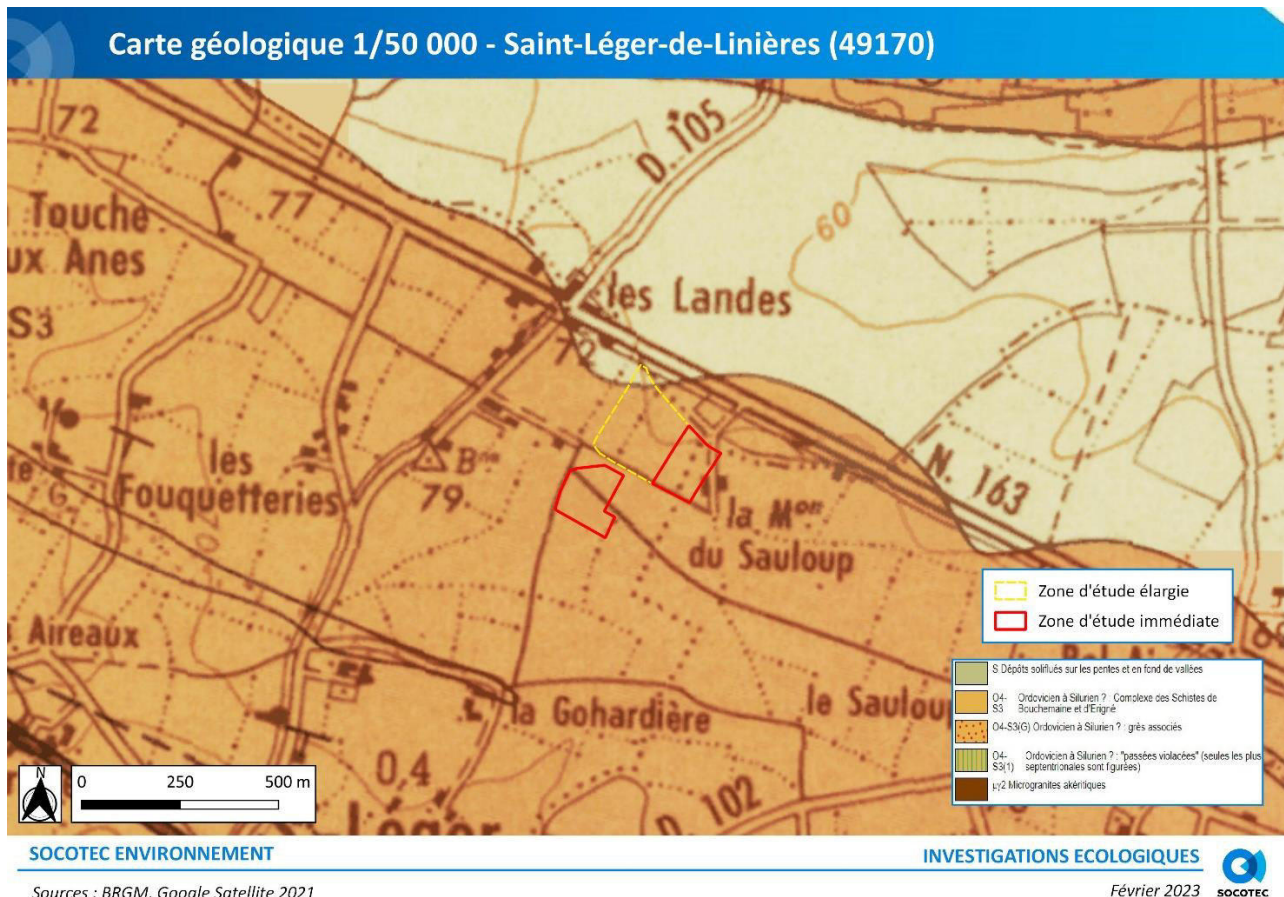 Carte géologique 1/50 000 - Saint-Léger-de-Linières (49170)
72
D. 105
77
Touche
ux Anes
60
S3
les Landes
72
les
Fouquetteries
B
79
N. 163
la Mon
du Sauloup
Zone d'étude élargie
Zone d'étude immédiate
Aireaux
S Dépôts soliflués sur les pentes et en fond de vallées
O4- Ordovicien à Silurien ? : Complexe des Schistes de
S3 Bouchemaine et d'Erigné
O4-S3(G) Ordovicien à Silurien ? : grès associés
O4- Ordovicien à Silurien ? : "passées violacées" (seules les plus
S3(1) septentrionales sont figurées)
μγ2 Microgranites akéritiques
la Gohardière
le Saulou
N
0 250 500 m
O4
Léger
D. 102
SOCOTEC ENVIRONNEMENT
INVESTIGATIONS ECOLOGIQUES
Sources : BRGM, Google Satellite 2021
Février 2023
SOCOTEC